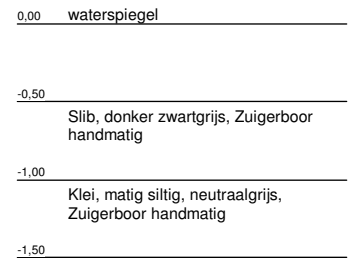 0,00 waterspiegel
-0,50
Slib, donker zwartgrijs, Zuigerboor
handmatig
-1,00
Klei, matig siltig, neutraalgrijs,
Zuigerboor handmatig
-1,50